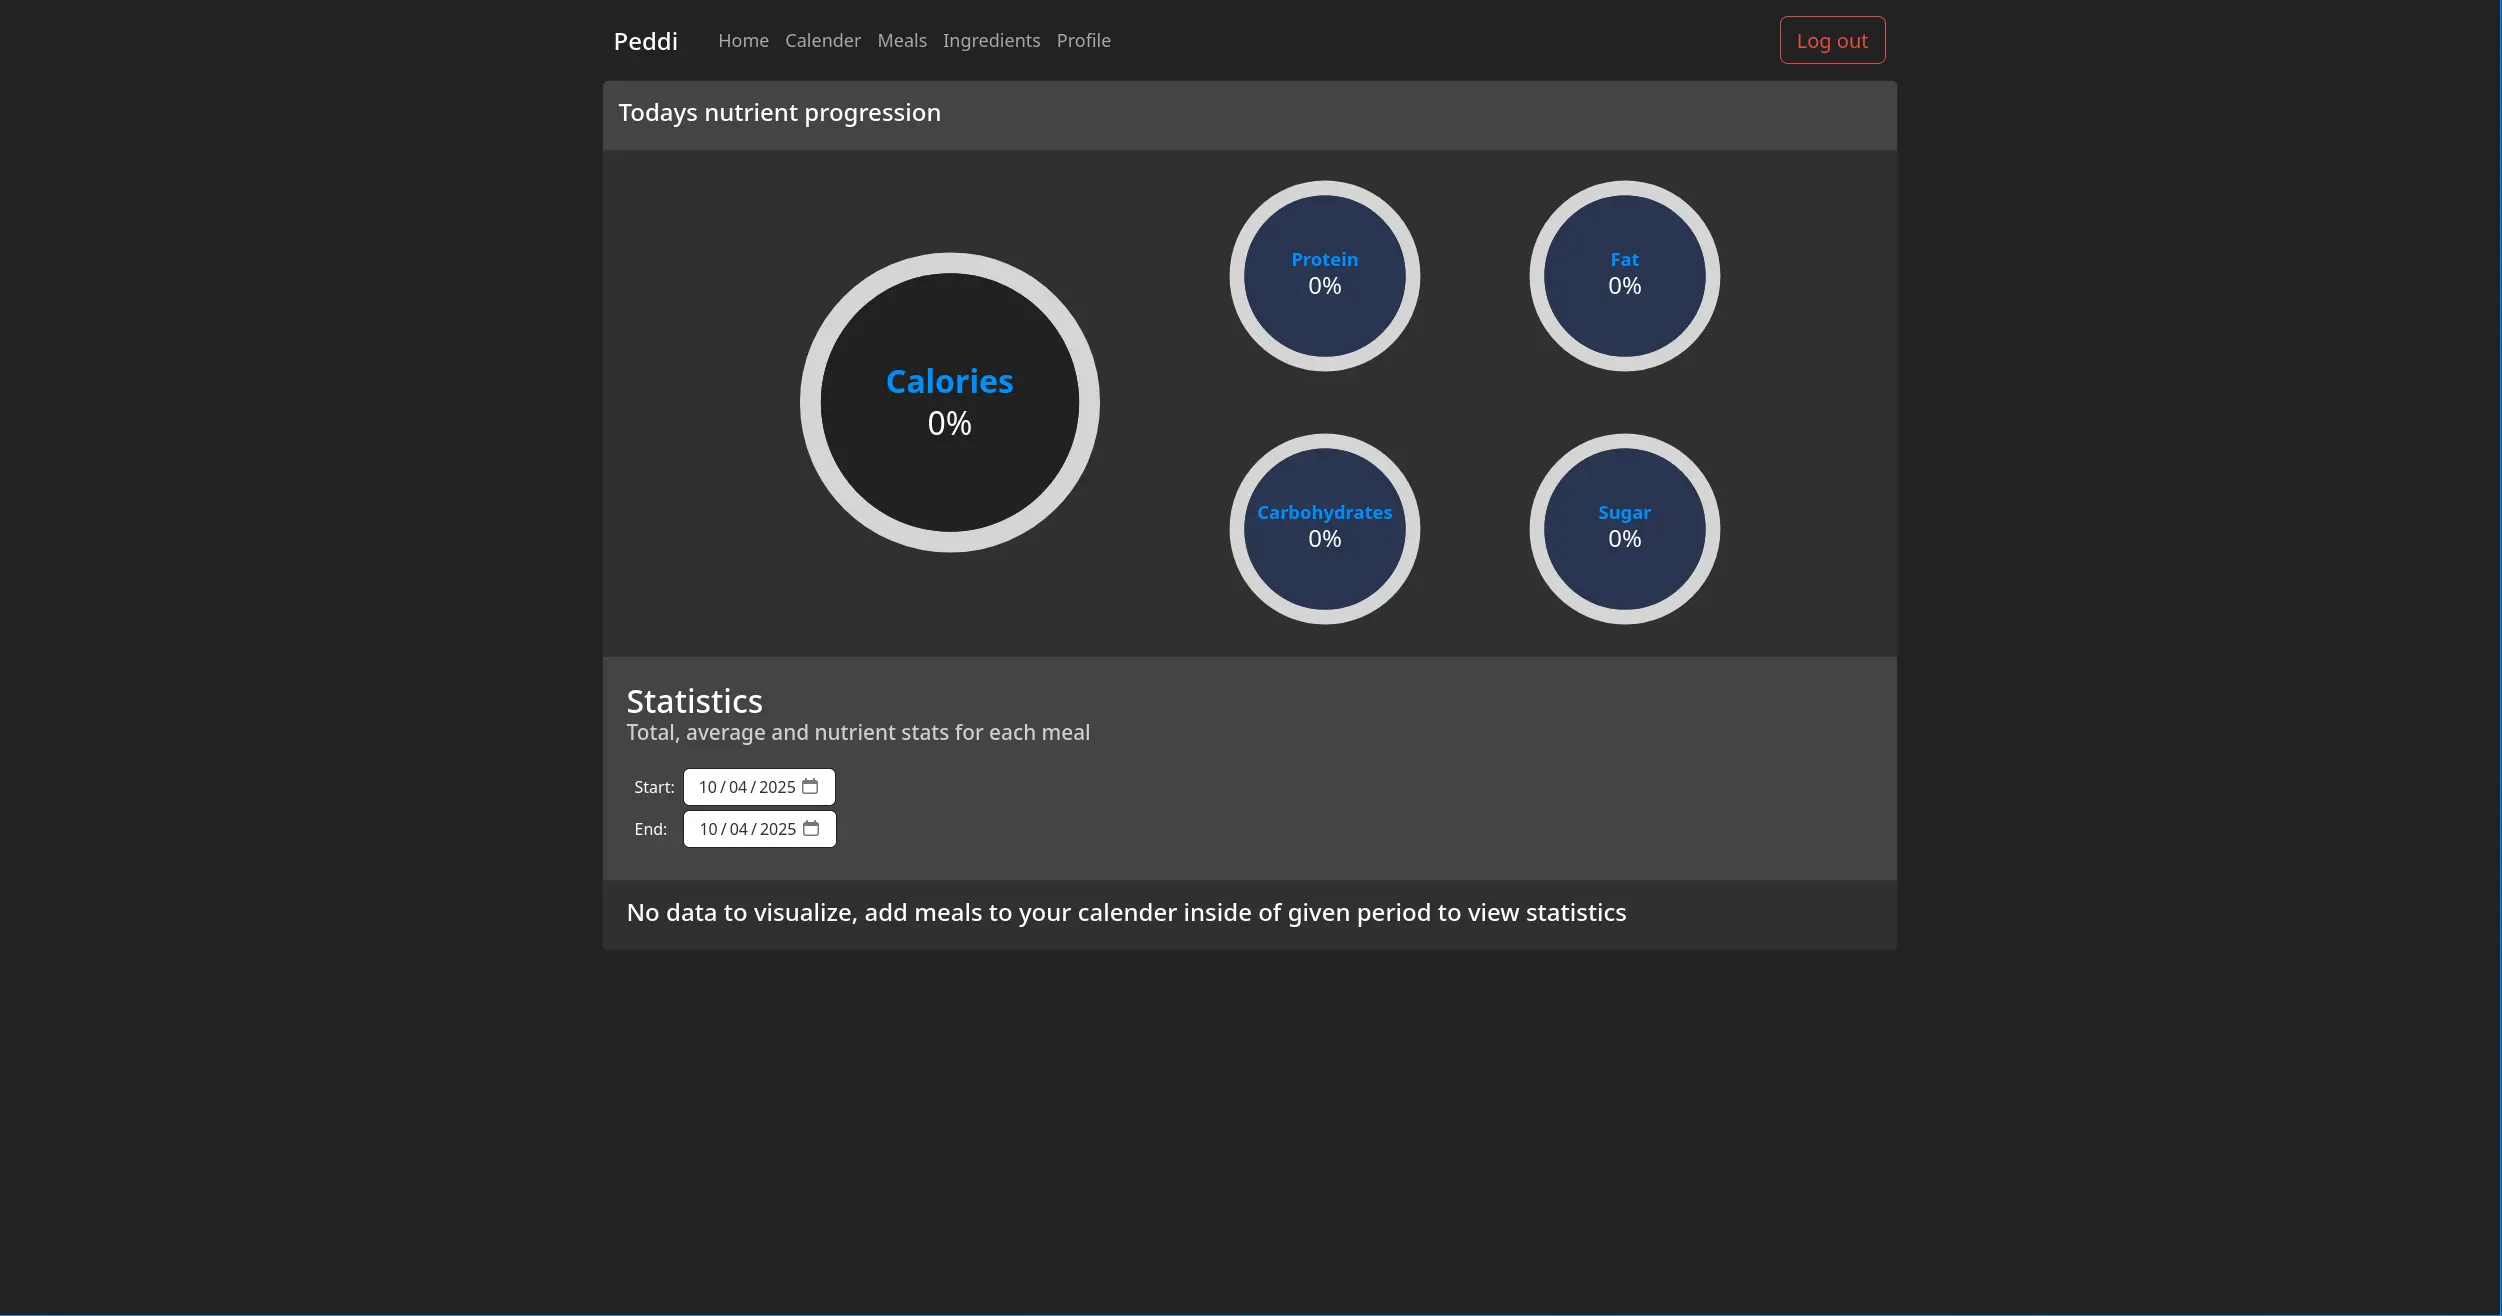 Peddi Home Calender Meals Ingredients Profile Log out
Todays nutrient progression
Calories
0%
Protein
0%
Fat
0%
Carbohydrates
0%
Sugar
0%
Statistics
Total, average and nutrient stats for each meal
Start: 10/04/2025
End: 10/04/2025
No data to visualize, add meals to your calender inside of given period to view statistics